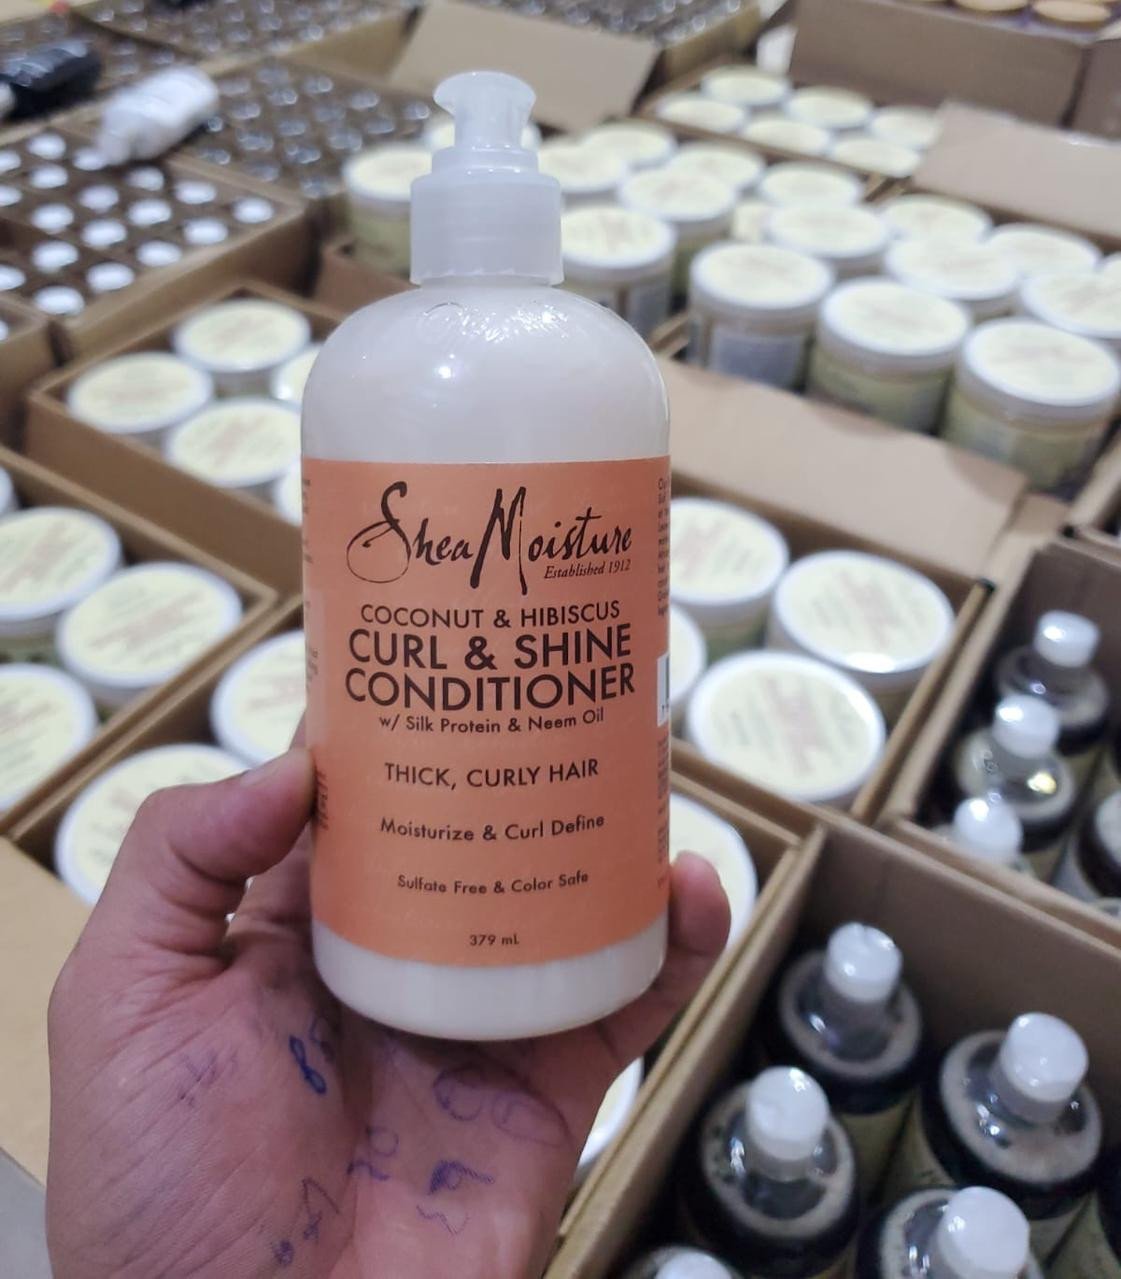 SheaMoisture
Established 1912
COCONUT & HIBISCUS
CURL & SHINE
CONDITIONER
w/ Silk Protein & Neem Oil
THICK, CURLY HAIR
Moisturize & Curl Define
Sulfate Free & Color Safe
379 mL